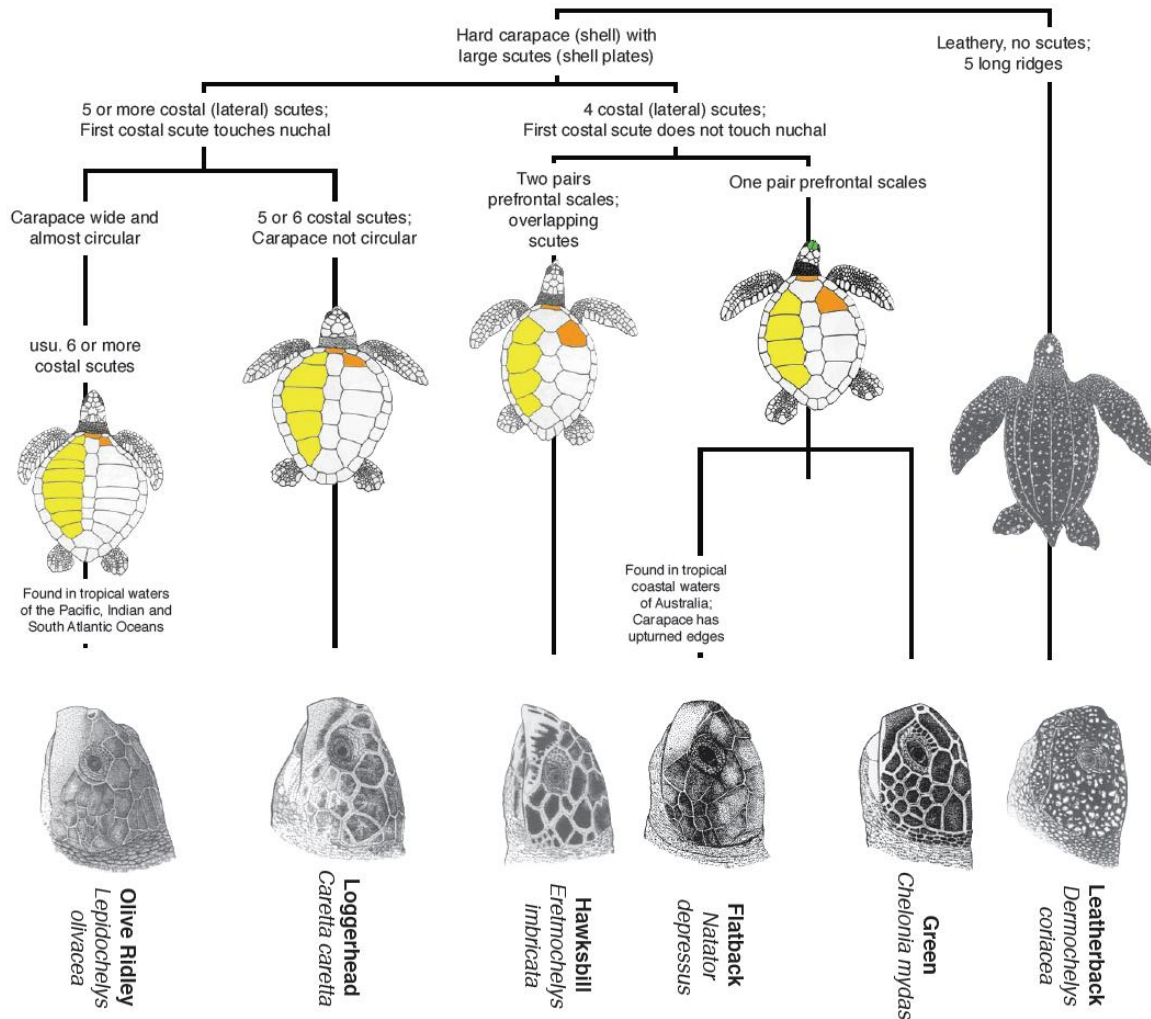 Hard carapace (shell) with
large scutes (shell plates)
Leathery, no scutes;
5 long ridges
5 or more costal (lateral) scutes;
First costal scute touches nuchal
4 costal (lateral) scutes;
First costal scute does not touch nuchal
Carapace wide and
almost circular
5 or 6 costal scutes;
Carapace not circular
Two pairs
prefrontal scales;
overlapping
scutes
One pair prefrontal scales
usu. 6 or more
costal scutes
Found in tropical waters
of the Pacific, Indian and
South Atlantic Oceans
Found in tropical
coastal waters
of Australia;
Carapace has
upturned edges
Olive Ridley
Lepidochelys
olivacea
Loggerhead
Caretta caretta
Hawksbill
Eretmochelys
imbricata
Flatback
Natator
depressus
Green
Chelonia mydas
Leatherback
Dermochelys
coriacea